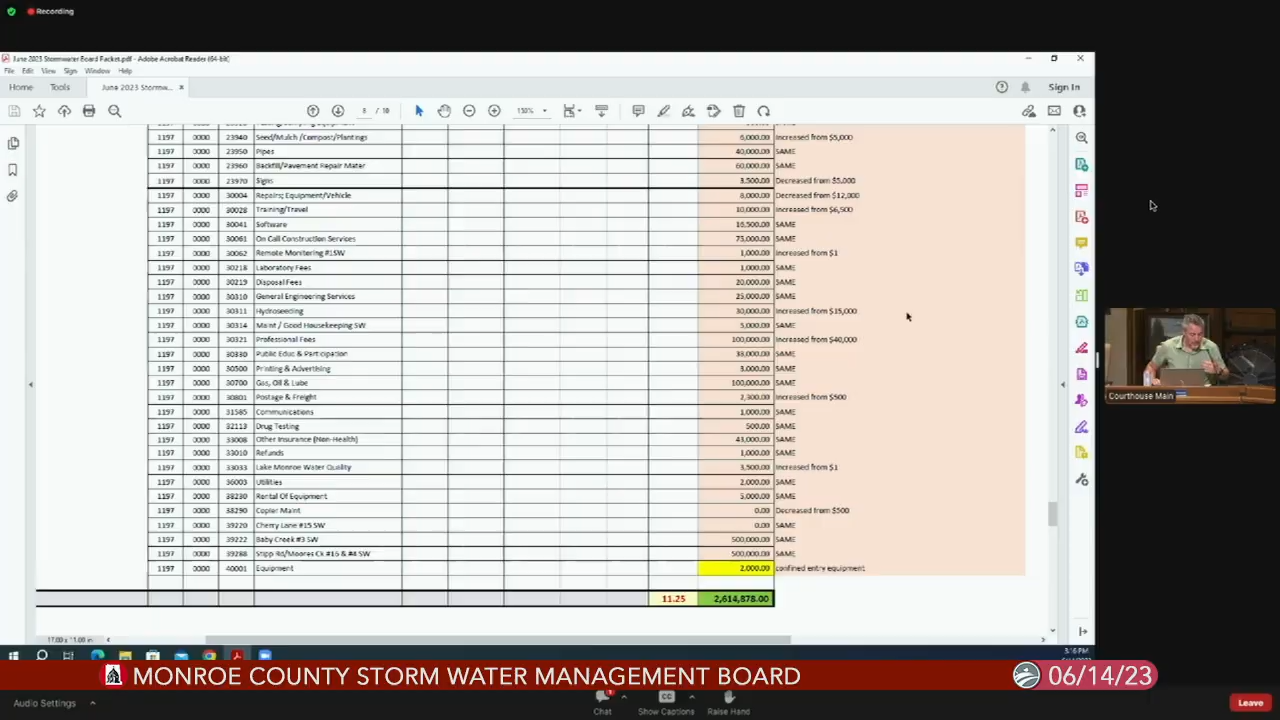 Recording
June 2023 Stormwater Board Packet.pdf - Adobe Acrobat Reader (64-bit)
File Edit View Sign Window Help
Home Tools June 2023 Stormw... × Sign In
8 / 10 150%
1197 0000 23940 Seed/Mulch /Compost/Plantings 6,000.00 Increased from $5,000
1197 0000 23950 Pipes 40,000.00 SAME
1197 0000 23960 Backfill/Pavement Repair Mater 60,000.00 SAME
1197 0000 23970 Signs 3,500.00 Decreased from $5,000
1197 0000 30004 Repairs; Equipment/Vehicle 8,000.00 Decreased from $12,000
1197 0000 30028 Training/Travel 10,000.00 Increased from $6,500
1197 0000 30041 Software 16,500.00 SAME
1197 0000 30061 On Call Construction Services 75,000.00 SAME
1197 0000 30062 Remote Monitering #1SW 1,000.00 Increased from $1
1197 0000 30218 Laboratory Fees 1,000.00 SAME
1197 0000 30219 Disposal Fees 20,000.00 SAME
1197 0000 30310 General Engineering Services 25,000.00 SAME
1197 0000 30311 Hydroseeding 30,000.00 Increased from $15,000
1197 0000 30314 Maint / Good Housekeeping SW 5,000.00 SAME
1197 0000 30321 Professional Fees 100,000.00 Increased from $40,000
1197 0000 30330 Public Educ & Participation 38,000.00 SAME
1197 0000 30500 Printing & Advertising 3,000.00 SAME
1197 0000 30700 Gas, Oil & Lube 100,000.00 SAME
1197 0000 30801 Postage & Freight 2,300.00 Increased from $500
1197 0000 31585 Communications 1,000.00 SAME
1197 0000 32113 Drug Testing 500.00 SAME
1197 0000 33008 Other Insurance (Non-Health) 43,000.00 SAME
1197 0000 33010 Refunds 1,000.00 SAME
1197 0000 33033 Lake Monroe Water Quality 3,500.00 Increased from $1
1197 0000 36003 Utilities 2,000.00 SAME
1197 0000 38230 Rental Of Equipment 5,000.00 SAME
1197 0000 38290 Copier Maint 0.00 Decreased from $500
1197 0000 39220 Cherry Lane #15 SW 0.00 SAME
1197 0000 39222 Baby Creek #3 SW 500,000.00 SAME
1197 0000 39288 Stipp Rd/Moores Ck #16 & #4 SW 500,000.00 SAME
1197 0000 40001 Equipment 2,000.00 confined entry equipment
11.25 2,614,878.00
17.00 x 11.00 in
Courthouse Main
3:16 PM
MONROE COUNTY STORM WATER MANAGEMENT BOARD 06/14/23
Audio Settings Chat Show Captions Raise Hand Leave